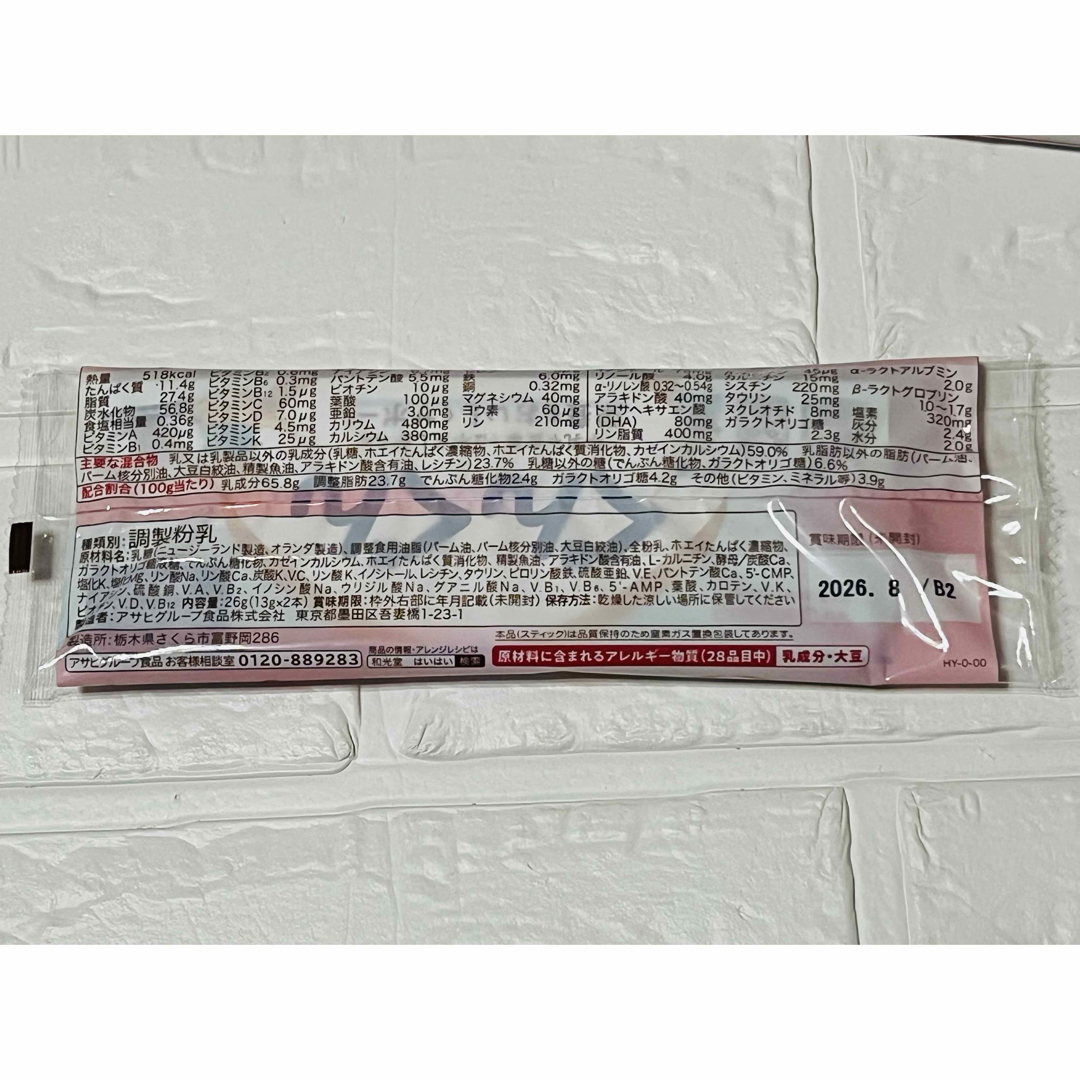 熱量 518kcal
たんぱく質 11.4g
脂質 27.4g
炭水化物 56.8g
食塩相当量 0.36g
ビタミンA 420μg
ビタミンB₁ 0.4mg
ビタミンB₆ 0.3mg
ビタミンB₁₂ 1.5μg
ビタミンC 60mg
ビタミンD 7.0μg
ビタミンE 4.5mg
ビタミンK 25μg
パントテン酸 5.5mg
ビオチン 10μg
葉酸 100μg
亜鉛 3.0mg
カリウム 480mg
カルシウム 380mg
鉄 6.0mg
銅 0.32mg
マグネシウム 40mg
ヨウ素 60μg
リン 210mg
リノール酸
α-リノレン酸 0.32~0.54g
アラキドン酸 40mg
ドコサヘキサエン酸
(DHA) 80mg
リン脂質 400mg
シスチン 220mg
タウリン 25mg
ヌクレオチド 8mg
ガラクトオリゴ糖
2.3g
α-ラクトアルブミン
2.0g
β-ラクトグロブリン
1.0~1.7g
塩素 320mg
灰分 2.4g
水分 2.0g
主要な混合物 乳又は乳製品以外の乳成分(乳糖、ホエイたんぱく濃縮物、ホエイたんぱく質消化物、カゼインカルシウム)59.0% 乳脂肪以外の脂肪(パーム油、
パーム核分別油、大豆白絞油、精製魚油、アラキドン酸含有油、レシチン)23.7% 乳糖以外の糖(でんぷん糖化物、ガラクトオリゴ糖)6.6%
配合割合(100g当たり) 乳成分65.8g 調整脂肪23.7g でんぷん糖化物2.4g ガラクトオリゴ糖4.2g その他(ビタミン、ミネラル等)3.9g
種類別:調製粉乳
原材料名:乳糖(ニュージーランド製造、オランダ製造)、調整食用油脂(パーム油、パーム核分別油、大豆白絞油)、全粉乳、ホエイたんぱく濃縮物、
ガラクトオリゴ糖液糖、でんぷん糖化物、カゼインカルシウム、ホエイたんぱく質消化物、精製魚油、アラキドン酸含有油、L-カルニチン、酵母/炭酸Ca、
塩化K、リン酸Na、リン酸Ca、炭酸K、V.C、リン酸K、イノシトール、レシチン、タウリン、ピロリン酸鉄、硫酸亜鉛、V.E、パントテン酸Ca、5'-CMP、
ナイアシン、硫酸銅、V.A、V.B₂、イノシン酸Na、ウリジル酸Na、グアニル酸Na、V.B₁、V.B₆、5'-AMP、葉酸、カロテン、V.K、
V.D、V.B₁₂ 内容量:26g(13g×2本) 賞味期限:枠外右部に年月記載(未開封) 保存方法:乾燥した涼しい場所に保管してください
製造者:アサヒグループ食品株式会社 東京都墨田区吾妻橋1-23-1
賞味期限(未開封)
2026. 8 / B2
製造所:栃木県さくら市冨野岡286
本品(スティック)は品質保持のため窒素ガス置換包装してあります。
アサヒグループ食品 お客様相談室 0120-889283
商品の情報・アレンジレシピは
和光堂 はいはい 検索
原材料に含まれるアレルギー物質(28品目中) 乳成分・大豆
HY-0-00